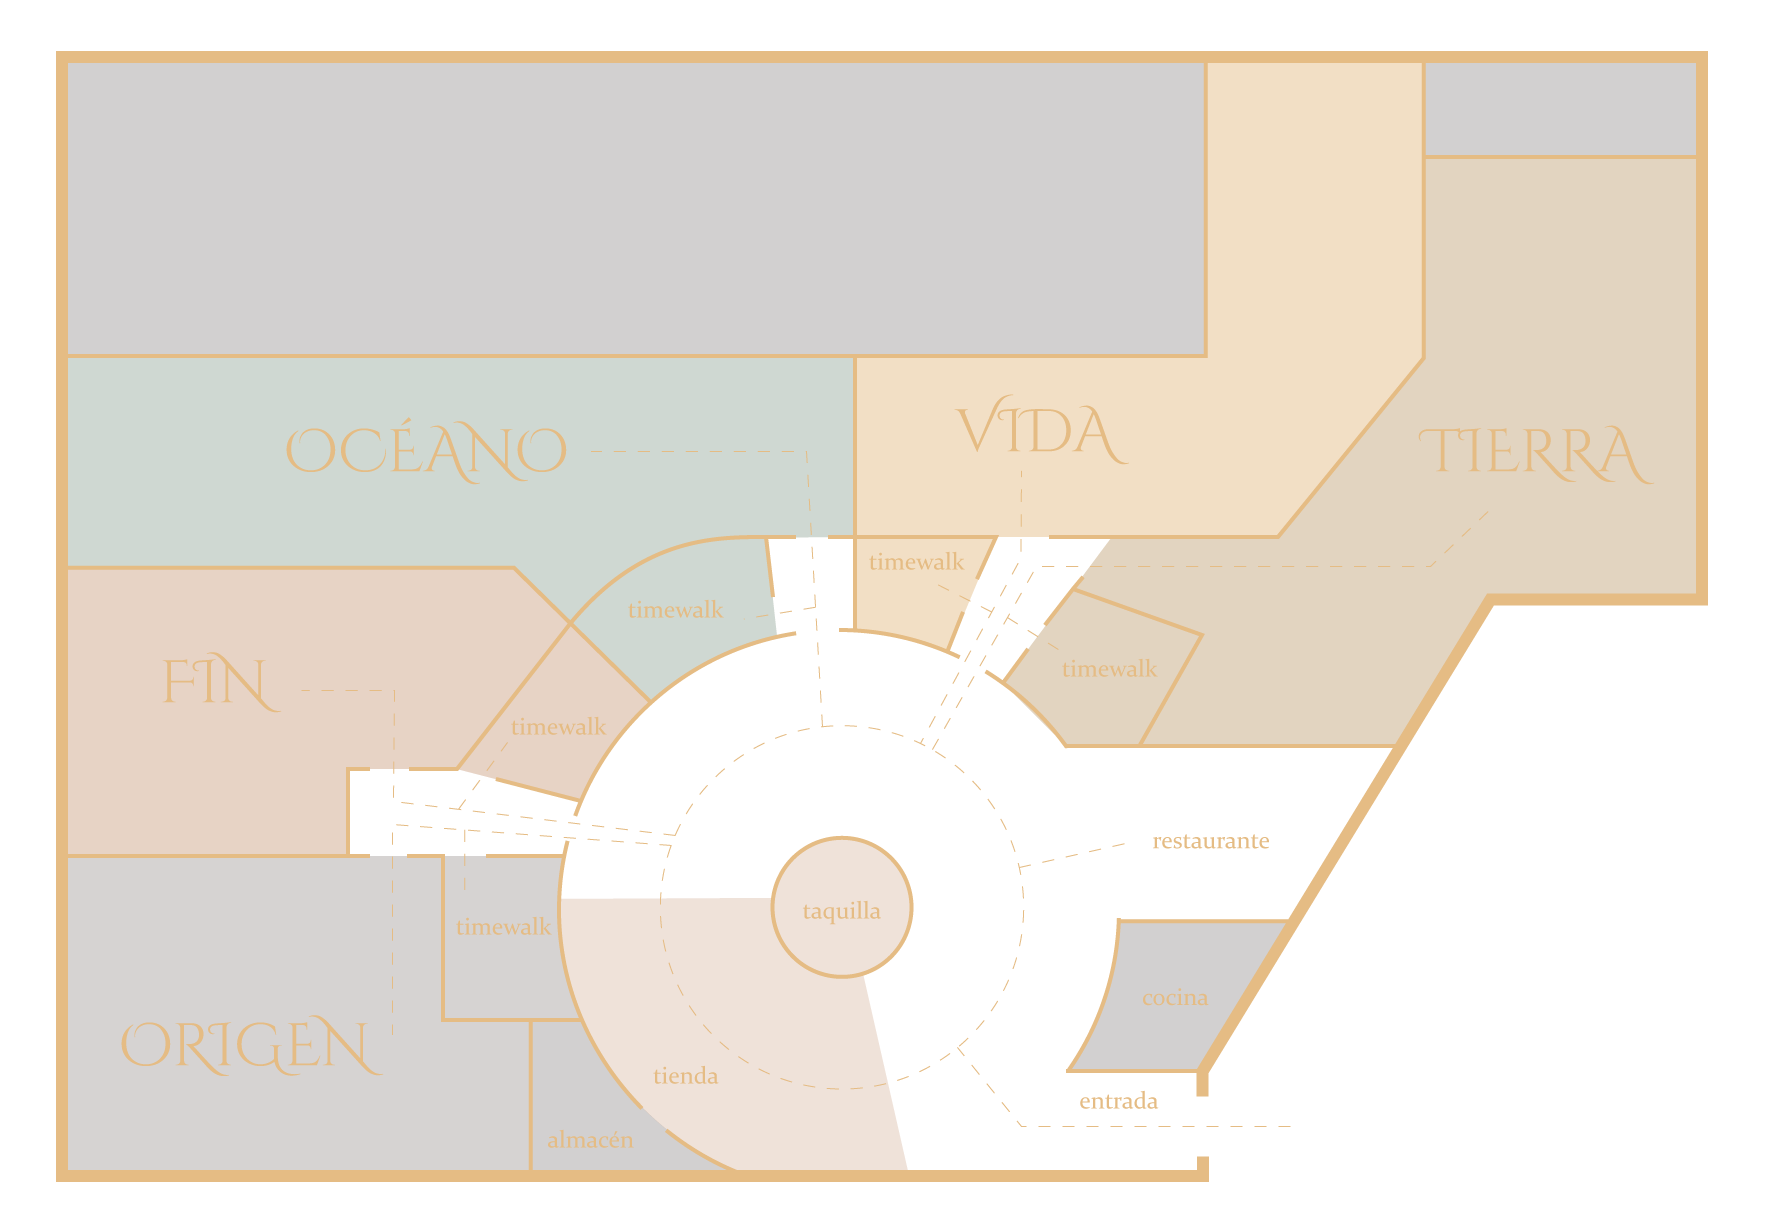 OCÉANO
VIDA
TIERRA
timewalk
timewalk
timewalk
FIN
timewalk
restaurante
taquilla
timewalk
cocina
ORIGEN
tienda
entrada
almacén